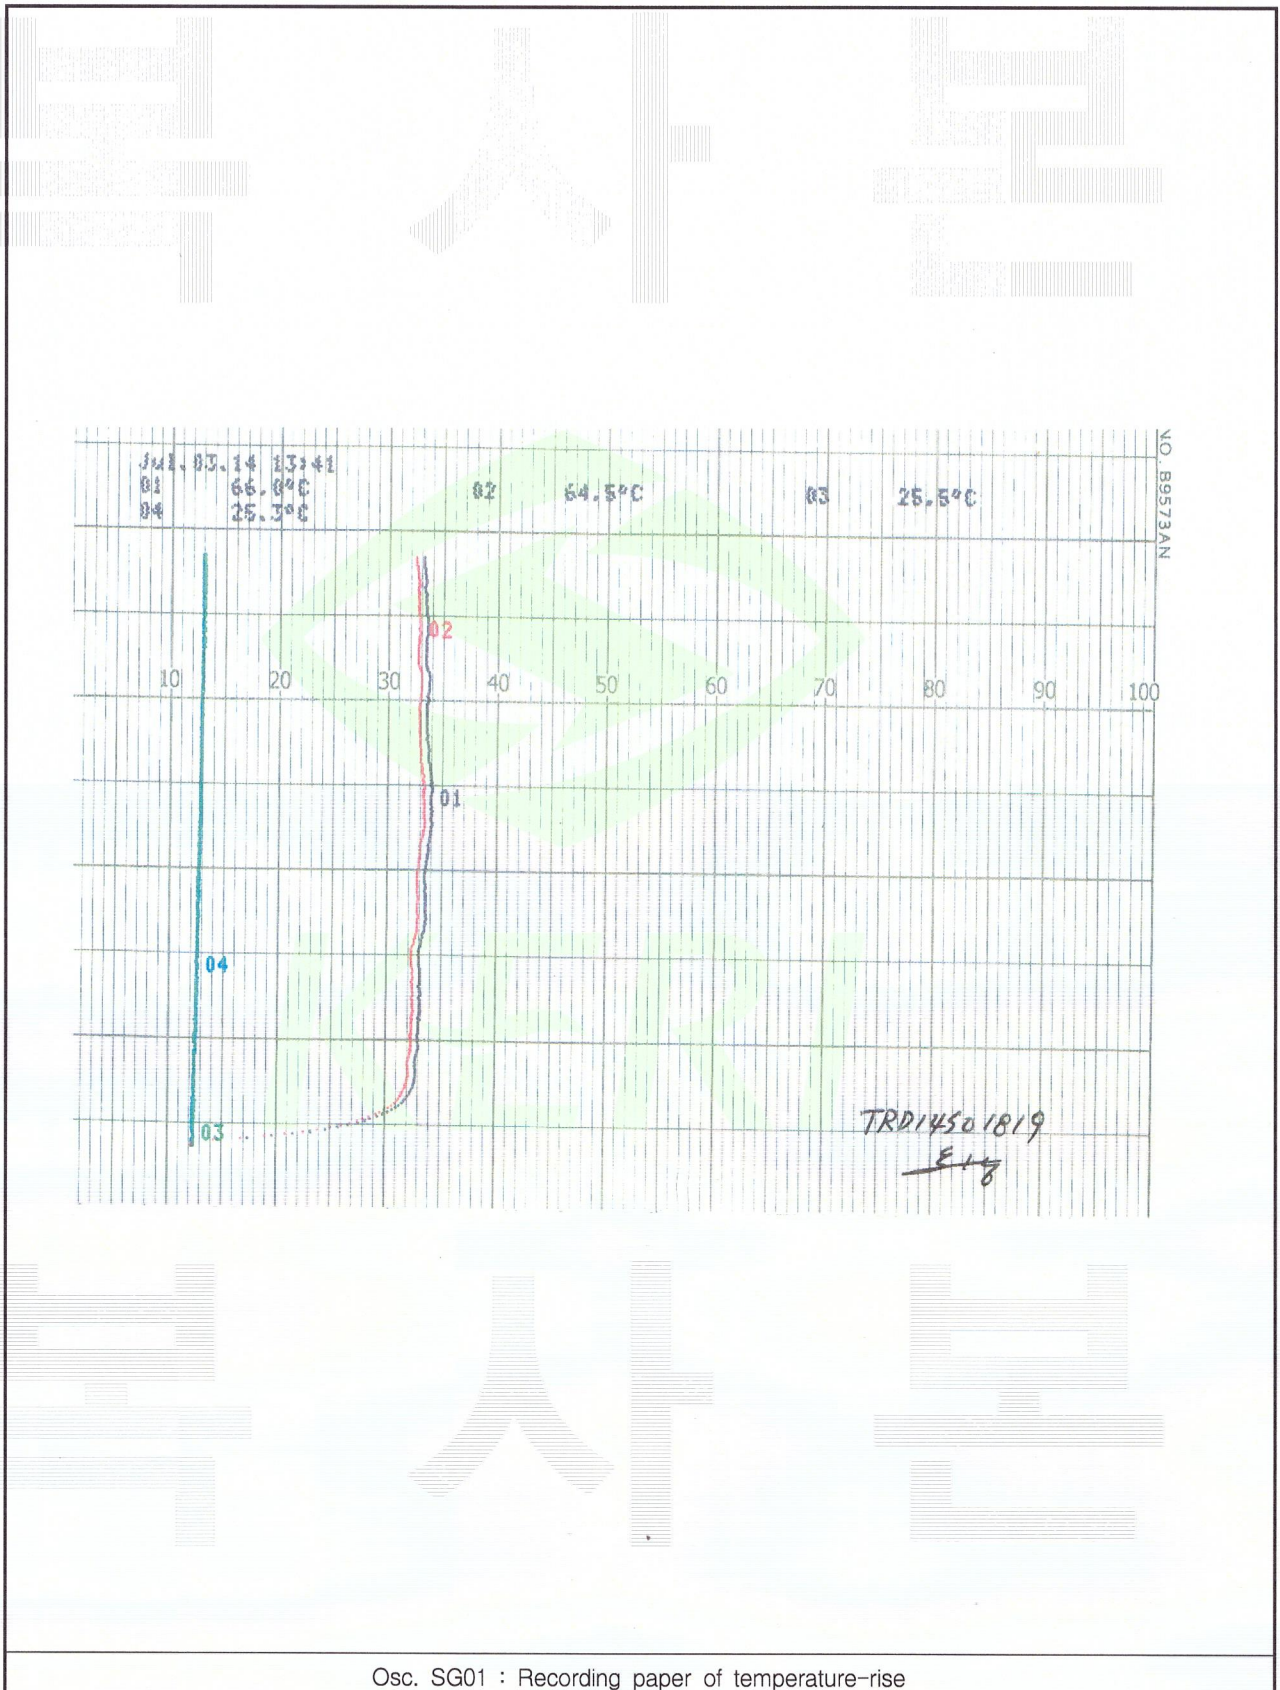 복사본
NO. B9573AN
Jul.03.14 13:41
01 66.0°C 02 64.5°C 03 25.5°C
04 25.3°C
02
10 20 30 40 50 60 70 80 90 100
01
KERI
04
03
TRD14S01819
복사본
Osc. SG01 : Recording paper of temperature-rise